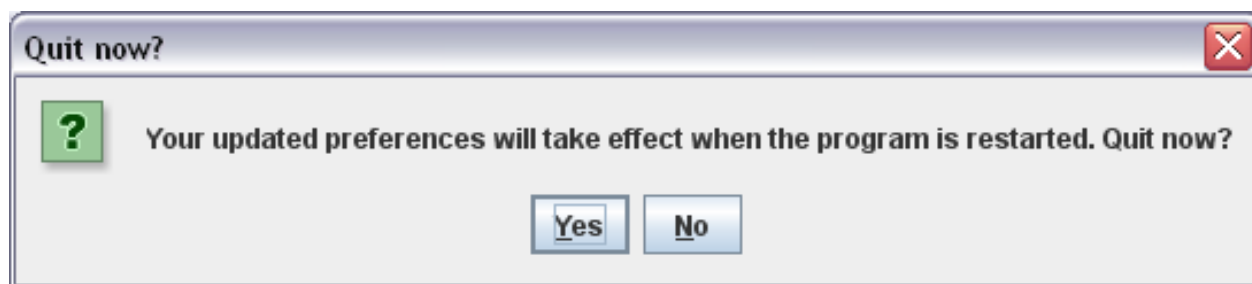 Quit now?
?
Your updated preferences will take effect when the program is restarted. Quit now?
Yes No